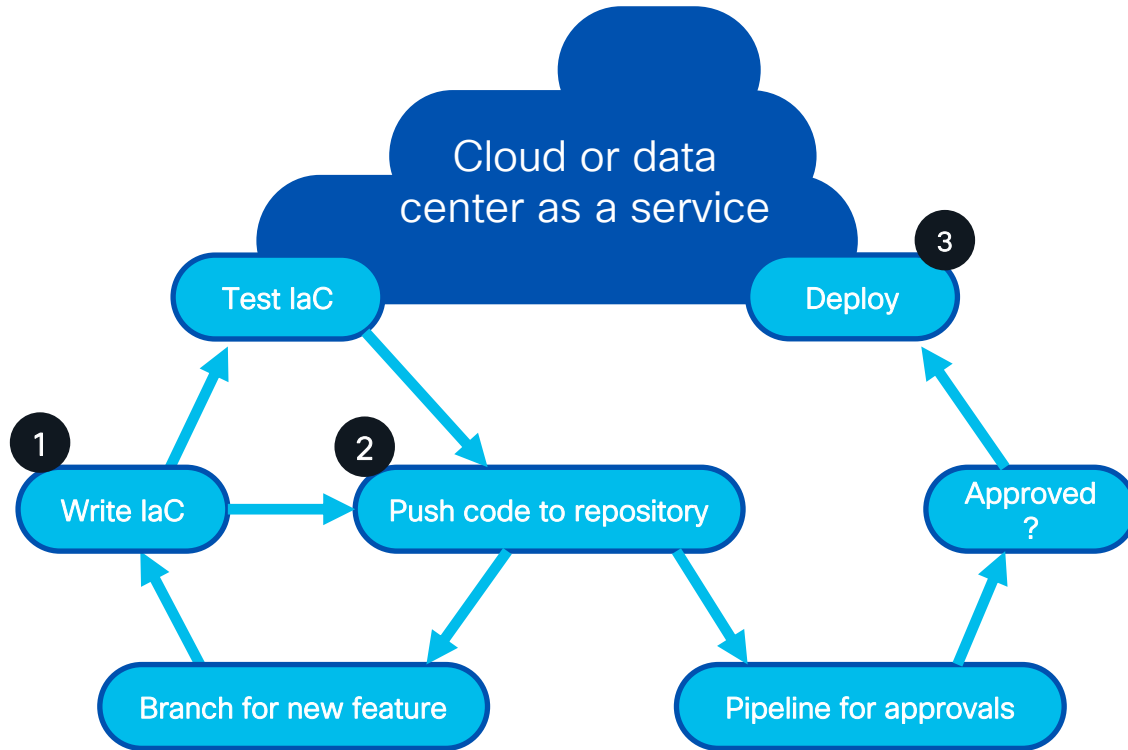 Cloud or data
center as a service
3
Test IaC
Deploy
1
2
Write IaC
Push code to repository
Approved
?
Branch for new feature
Pipeline for approvals